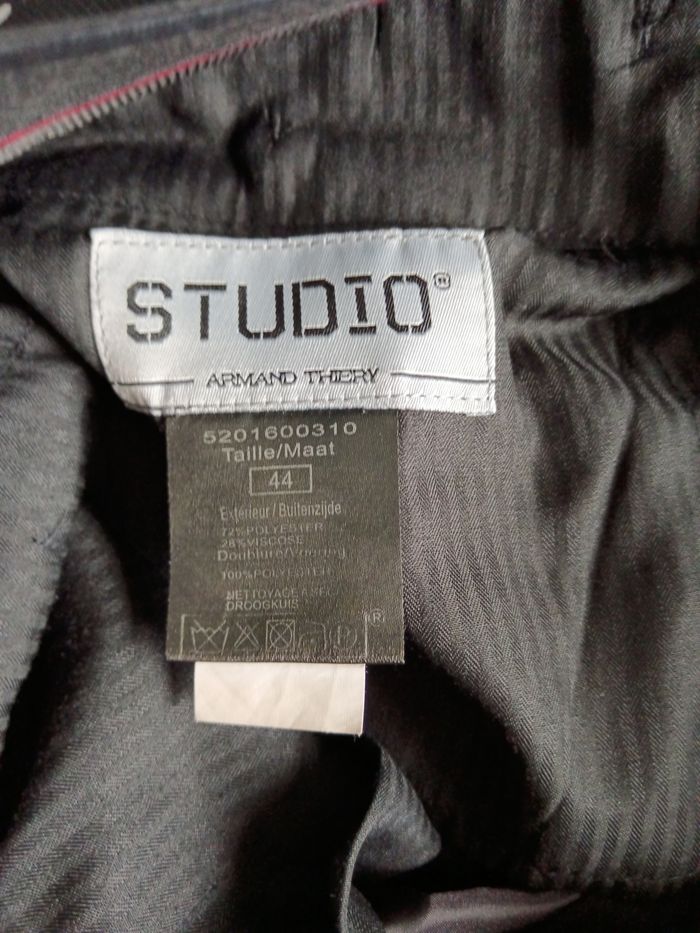 STUDIO®
ARMAND THIERY
5201600310
Taille/Maat
44
Extérieur/Buitenzijde
72%POLYESTER
28%VISCOSE
Doublure/Voering
100%POLYESTER
NETTOYAGE A SEC
DROOGKUIS
®